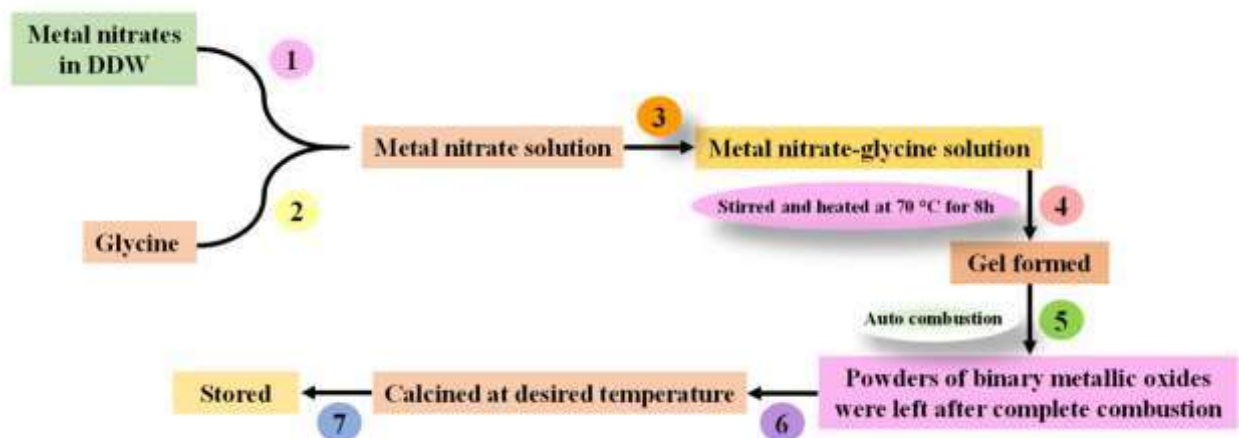 Metal nitrates
in DDW
1
2
Glycine
Metal nitrate solution
3
Metal nitrate-glycine solution
Stirred and heated at 70 °C for 8h
4
Gel formed
Auto combustion
5
Powders of binary metallic oxides
were left after complete combustion
6
Calcined at desired temperature
7
Stored